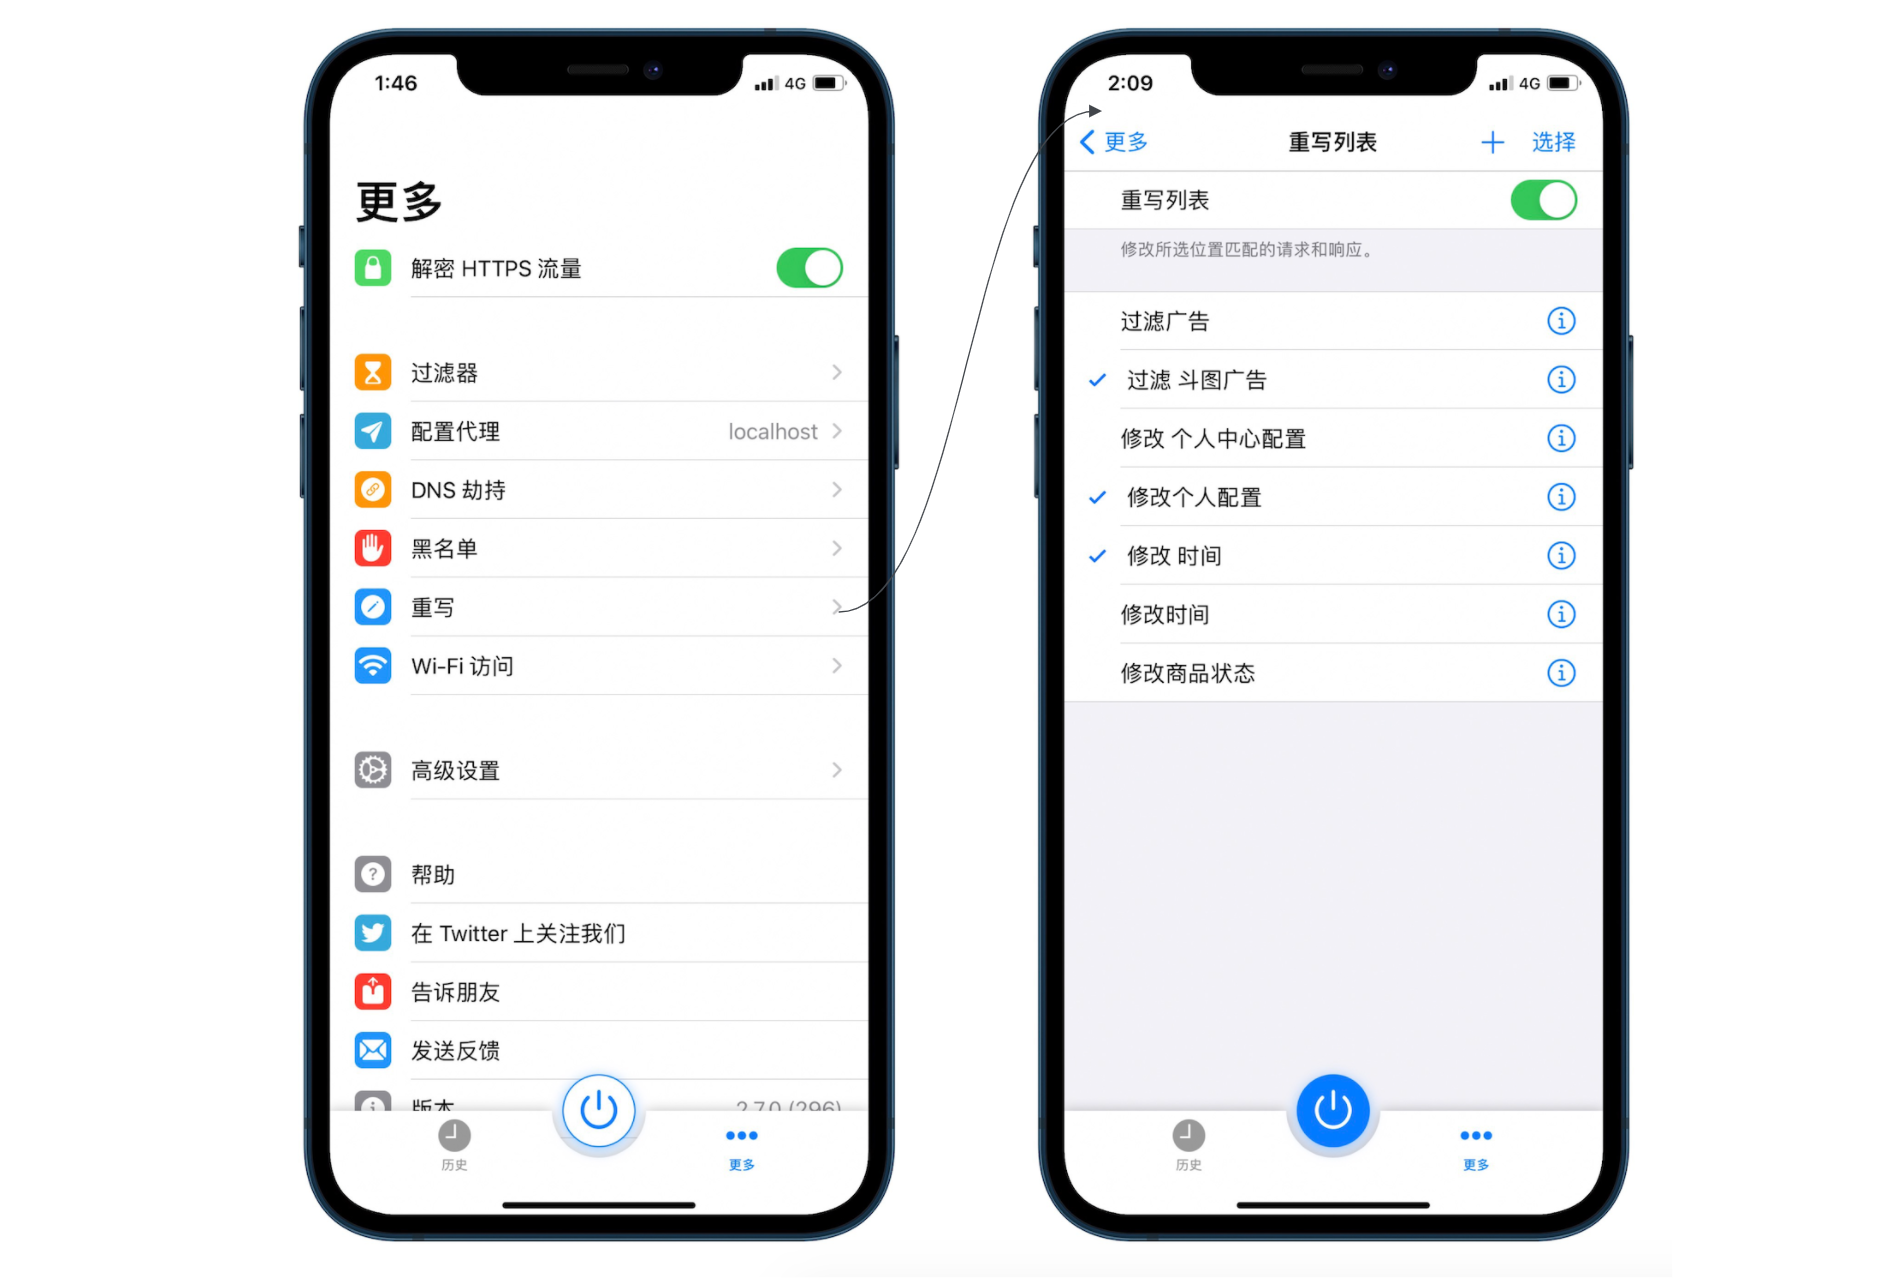 1:46
4G
更多
解密 HTTPS 流量
过滤器
配置代理 localhost
DNS 劫持
黑名单
重写
Wi-Fi 访问
高级设置
帮助
在 Twitter 上关注我们
告诉朋友
发送反馈
版本 2.7.0 (296)
历史
更多
2:09
4G
更多 重写列表 选择
重写列表
修改所选位置匹配的请求和响应。
过滤广告
过滤 斗图广告
修改 个人中心配置
修改个人配置
修改 时间
修改时间
修改商品状态
历史
更多